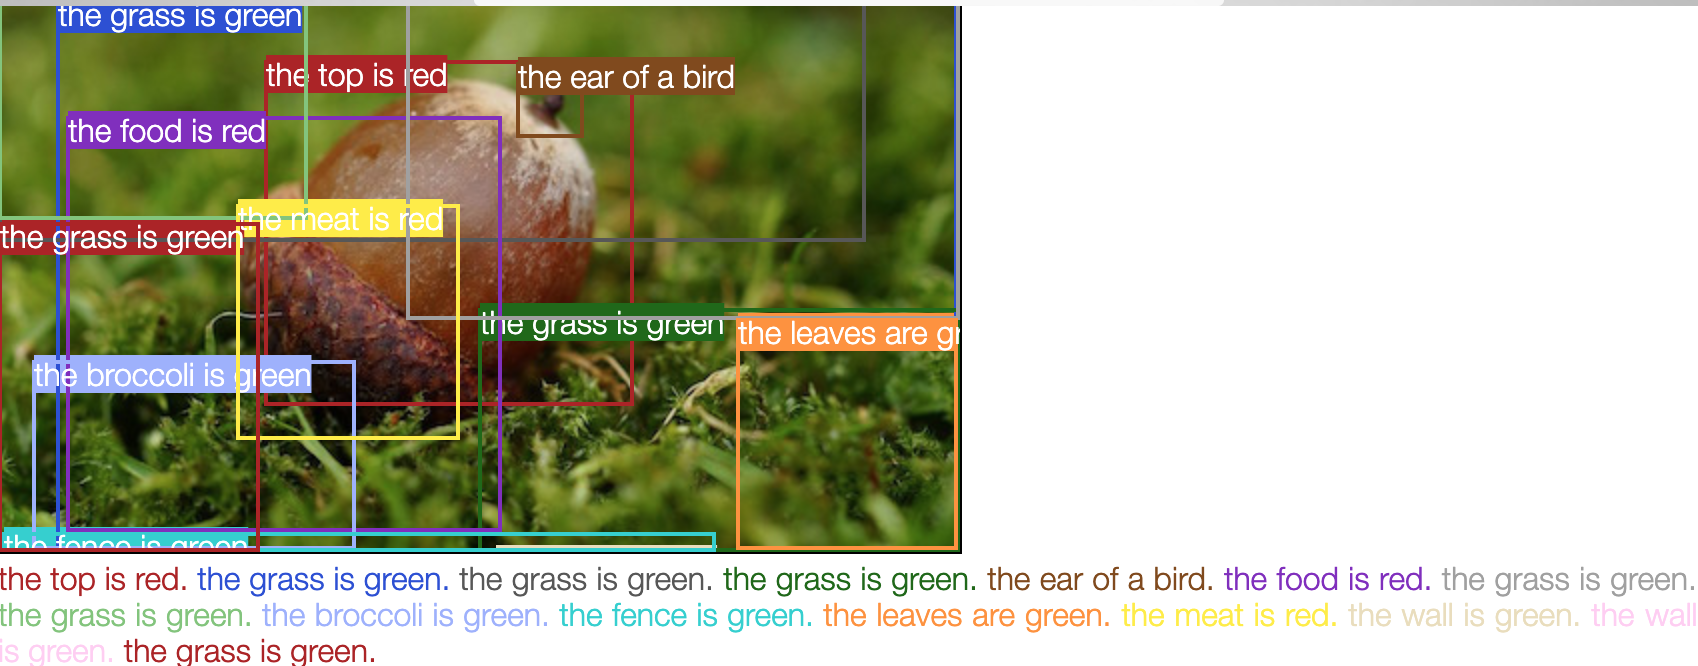 the grass is green
the top is red
the ear of a bird
the food is red
the meat is red
the grass is green
the grass is green
the leaves are gr
the broccoli is green
the fence is green
the top is red. the grass is green. the grass is green. the grass is green. the ear of a bird. the food is red. the grass is green.
the grass is green. the broccoli is green. the fence is green. the leaves are green. the meat is red. the wall is green. the wall
is green. the grass is green.